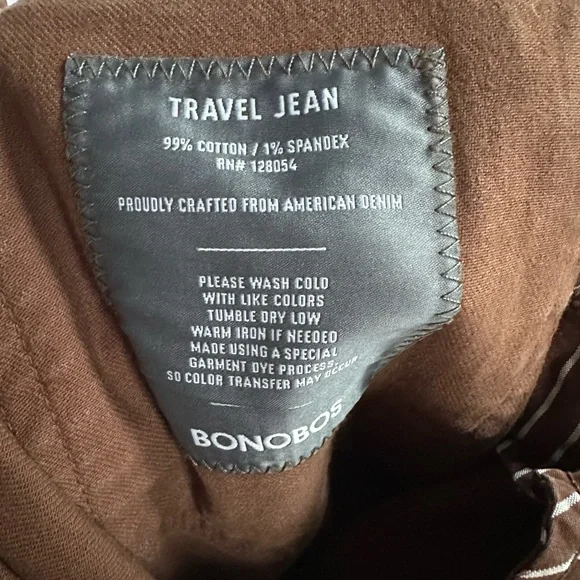 TRAVEL JEAN
99% COTTON / 1% SPANDEX
RN# 128054
PROUDLY CRAFTED FROM AMERICAN DENIM
PLEASE WASH COLD
WITH LIKE COLORS
TUMBLE DRY LOW
WARM IRON IF NEEDED
MADE USING A SPECIAL
GARMENT DYE PROCESS,
SO COLOR TRANSFER MAY OCCUR
BONOBOS